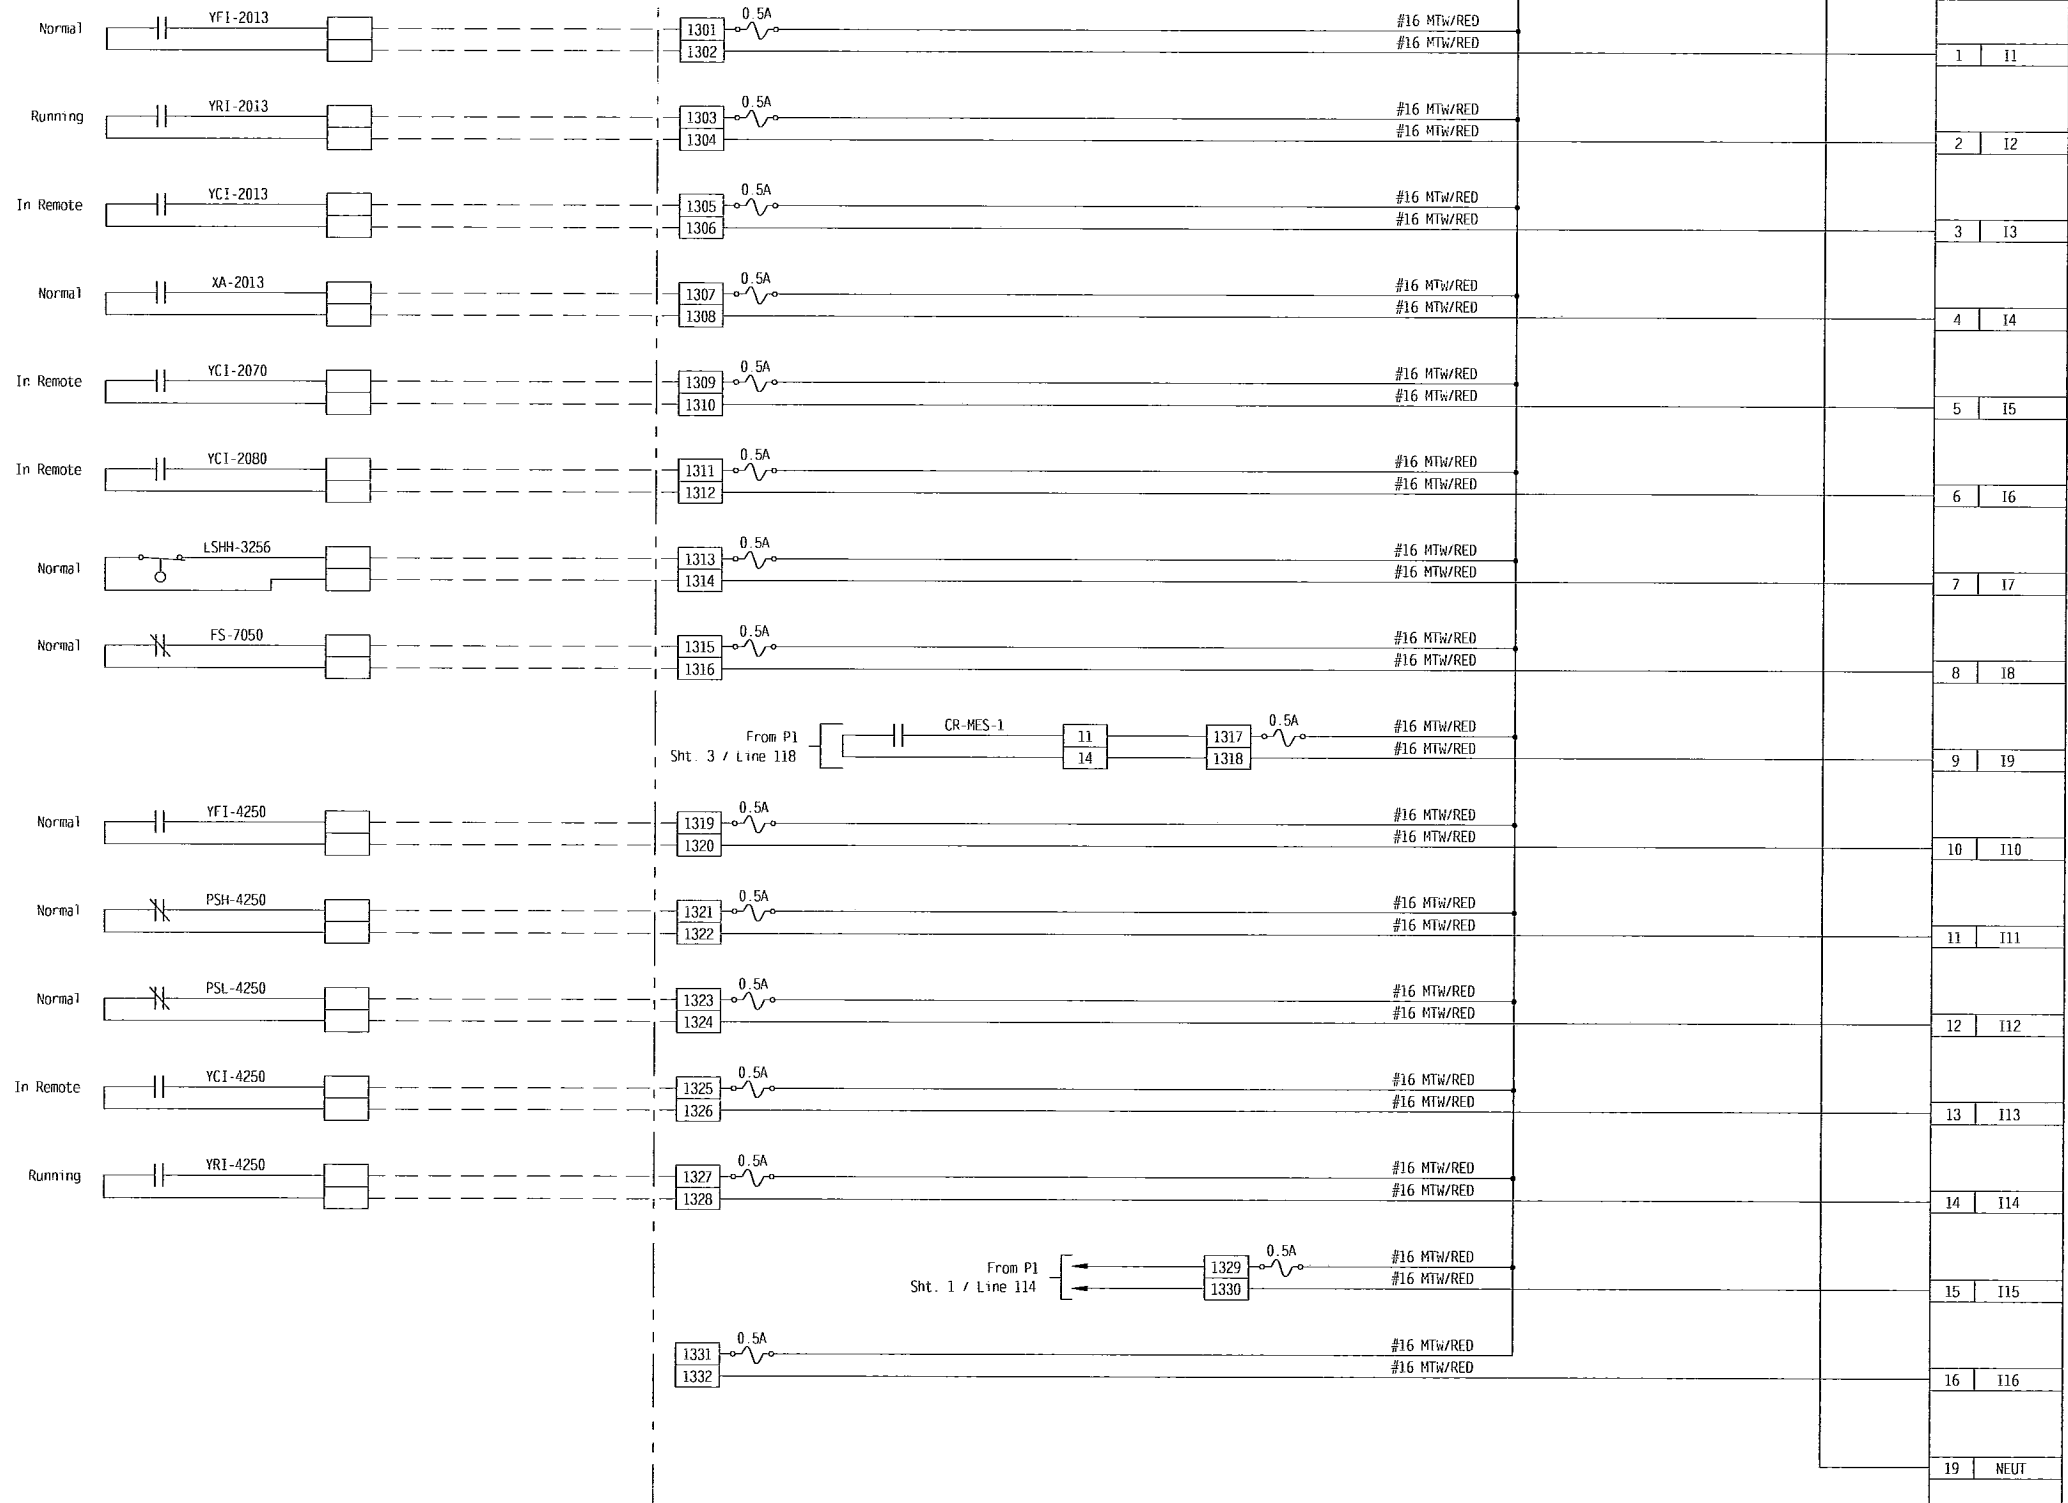 YFI-2013
Normal
1301
0.5A
#16 MTW/RED
1302
#16 MTW/RED
1 I1
YRI-2013
Running
1303
0.5A
#16 MTW/RED
1304
#16 MTW/RED
2 I2
YCI-2013
In Remote
1305
0.5A
#16 MTW/RED
1306
#16 MTW/RED
3 I3
XA-2013
Normal
1307
0.5A
#16 MTW/RED
1308
#16 MTW/RED
4 I4
YCI-2070
In Remote
1309
0.5A
#16 MTW/RED
1310
#16 MTW/RED
5 I5
YCI-2080
In Remote
1311
0.5A
#16 MTW/RED
1312
#16 MTW/RED
6 I6
LSHH-3256
Normal
1313
0.5A
#16 MTW/RED
1314
#16 MTW/RED
7 I7
FS-7050
Normal
1315
0.5A
#16 MTW/RED
1316
#16 MTW/RED
8 I8
From P1
Sht. 3 / Line 118
CR-MES-1
11
14
1317
0.5A
#16 MTW/RED
1318
#16 MTW/RED
9 I9
YFI-4250
Normal
1319
0.5A
#16 MTW/RED
1320
#16 MTW/RED
10 I10
PSH-4250
Normal
1321
0.5A
#16 MTW/RED
1322
#16 MTW/RED
11 I11
PSL-4250
Normal
1323
0.5A
#16 MTW/RED
1324
#16 MTW/RED
12 I12
YCI-4250
In Remote
1325
0.5A
#16 MTW/RED
1326
#16 MTW/RED
13 I13
YRI-4250
Running
1327
0.5A
#16 MTW/RED
1328
#16 MTW/RED
14 I14
From P1
Sht. 1 / Line 114
1329
0.5A
#16 MTW/RED
1330
#16 MTW/RED
15 I15
1331
0.5A
#16 MTW/RED
1332
#16 MTW/RED
16 I16
19 NEUT